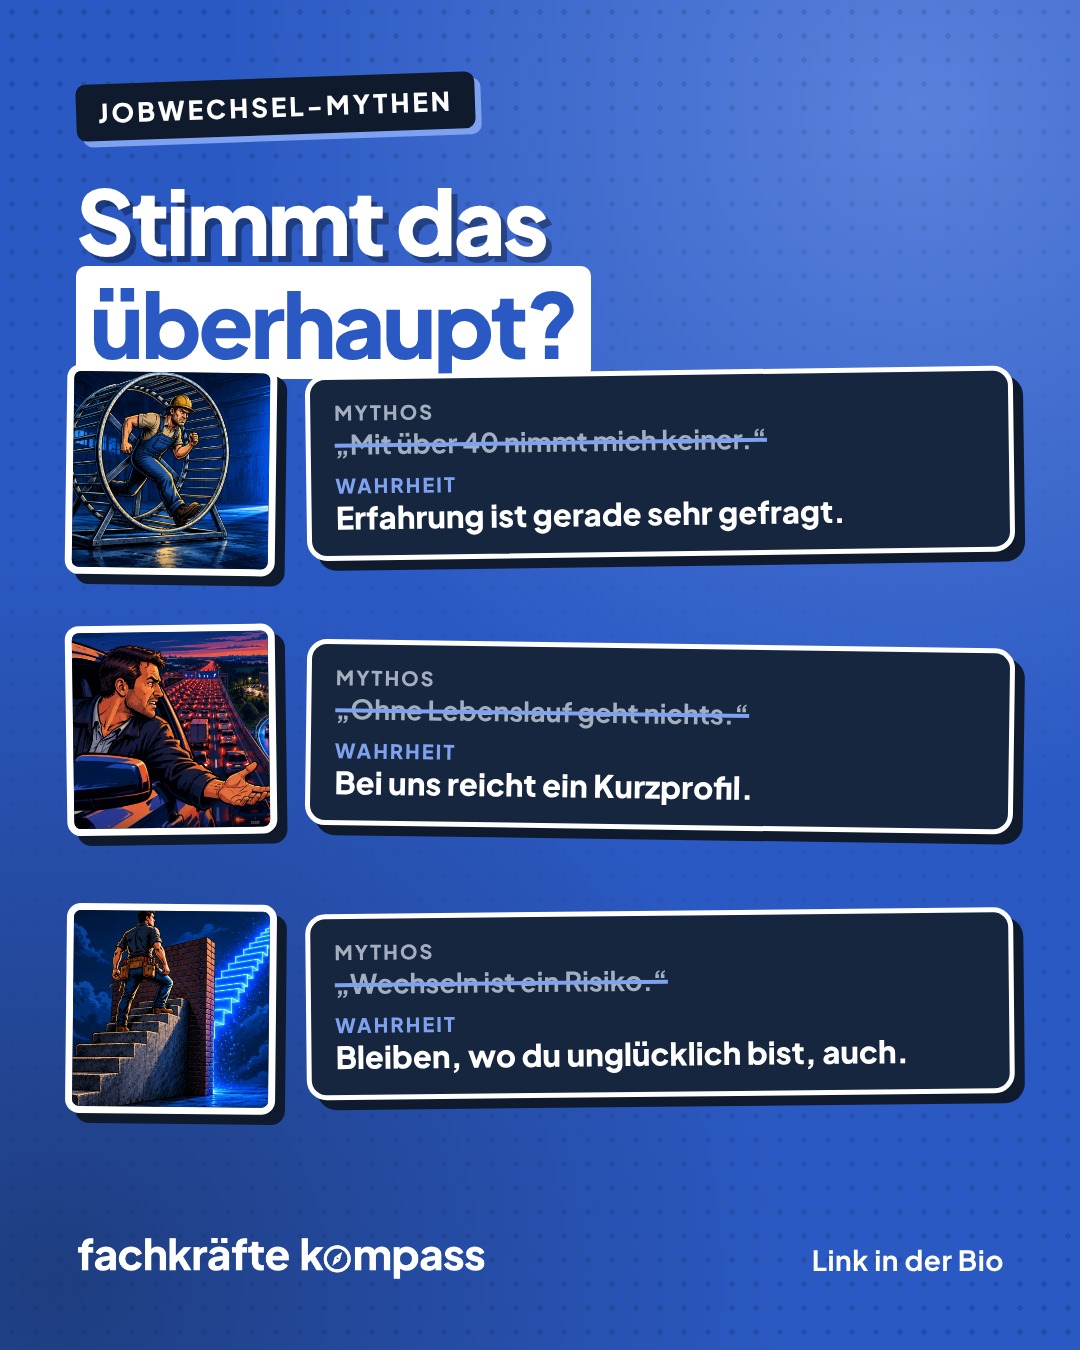 JOBWECHSEL-MYTHEN
Stimmt das
überhaupt?
MYTHOS
„Mit über 40 nimmt mich keiner.“
WAHRHEIT
Erfahrung ist gerade sehr gefragt.
MYTHOS
„Ohne Lebenslauf geht nichts.“
WAHRHEIT
Bei uns reicht ein Kurzprofil.
MYTHOS
„Wechseln ist ein Risiko.“
WAHRHEIT
Bleiben, wo du unglücklich bist, auch.
fachkräfte kompass
Link in der Bio